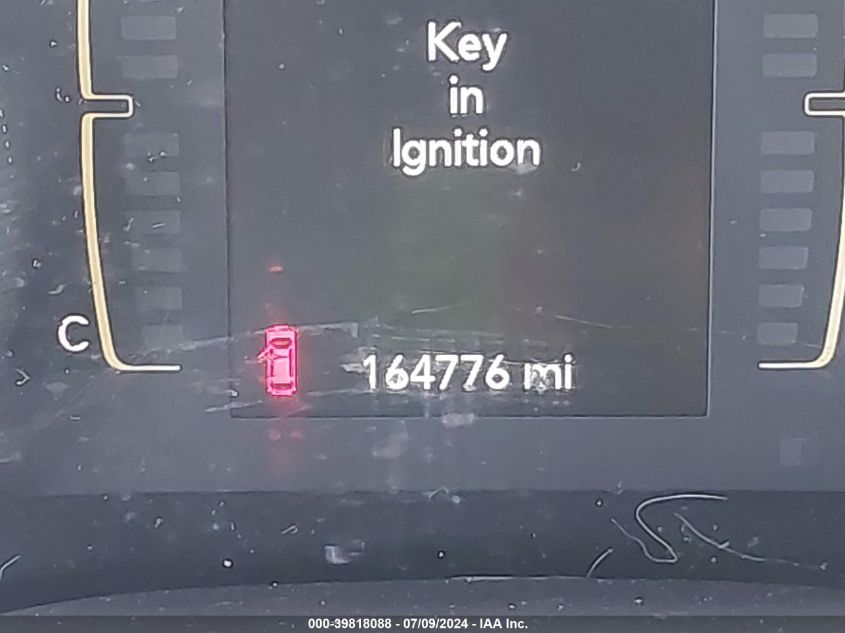 Key
in
Ignition
C
164776 mi
000-39818088 - 07/09/2024 - IAA Inc.